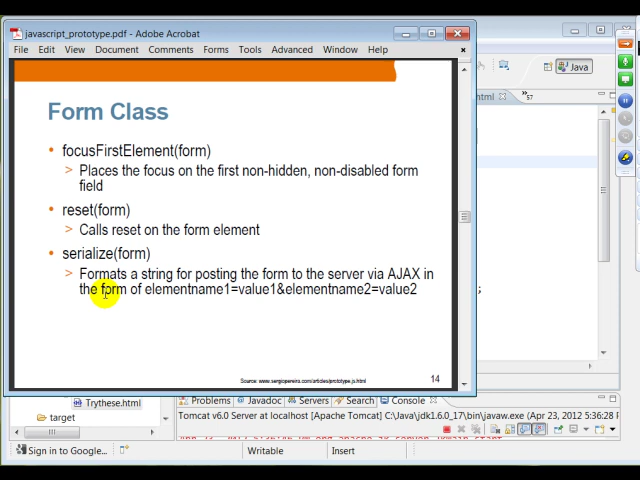 javascript_prototype.pdf - Adobe Acrobat
File Edit View Document Comments Forms Tools Advanced Window Help
Form Class
• focusFirstElement(form)
> Places the focus on the first non-hidden, non-disabled form
field
• reset(form)
> Calls reset on the form element
• serialize(form)
> Formats a string for posting the form to the server via AJAX in
the form of elementname1=value1&elementname2=value2
Source: www.sergiopereira.com/articles/prototype.js.html
14
Java
html
57
;
Trythese.html
target
Problems Javadoc Servers Search Console
Tomcat v6.0 Server at localhost [Apache Tomcat] C:\Java\jdk1.6.0_17\bin\javaw.exe (Apr 23, 2012 5:36:28 P
Sign in to Google...
Writable
Insert